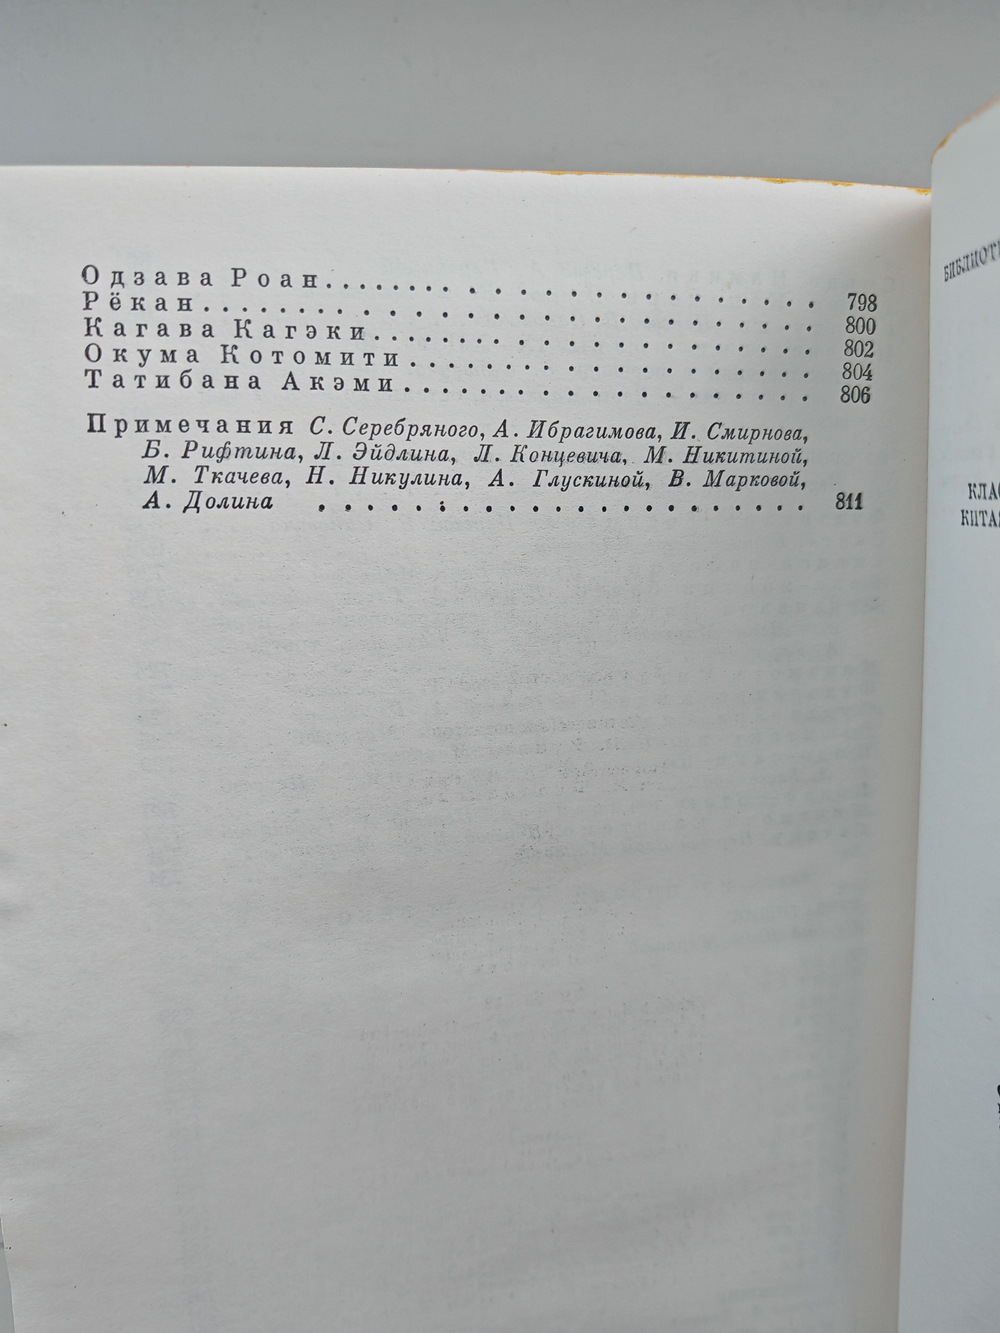 Одзава Роан 798
Рёкан 800
Кагава Кагэки 802
Окума Котомити 804
Татибана Акэми 806
Примечания С. Серебряного, А. Ибрагимова, И. Смирнова,
Б. Рифтина, Л. Эйдлина, Л. Концевича, М. Никитиной,
М. Ткачева, Н. Никулина, А. Глускиной, В. Марковой,
А. Долина 811